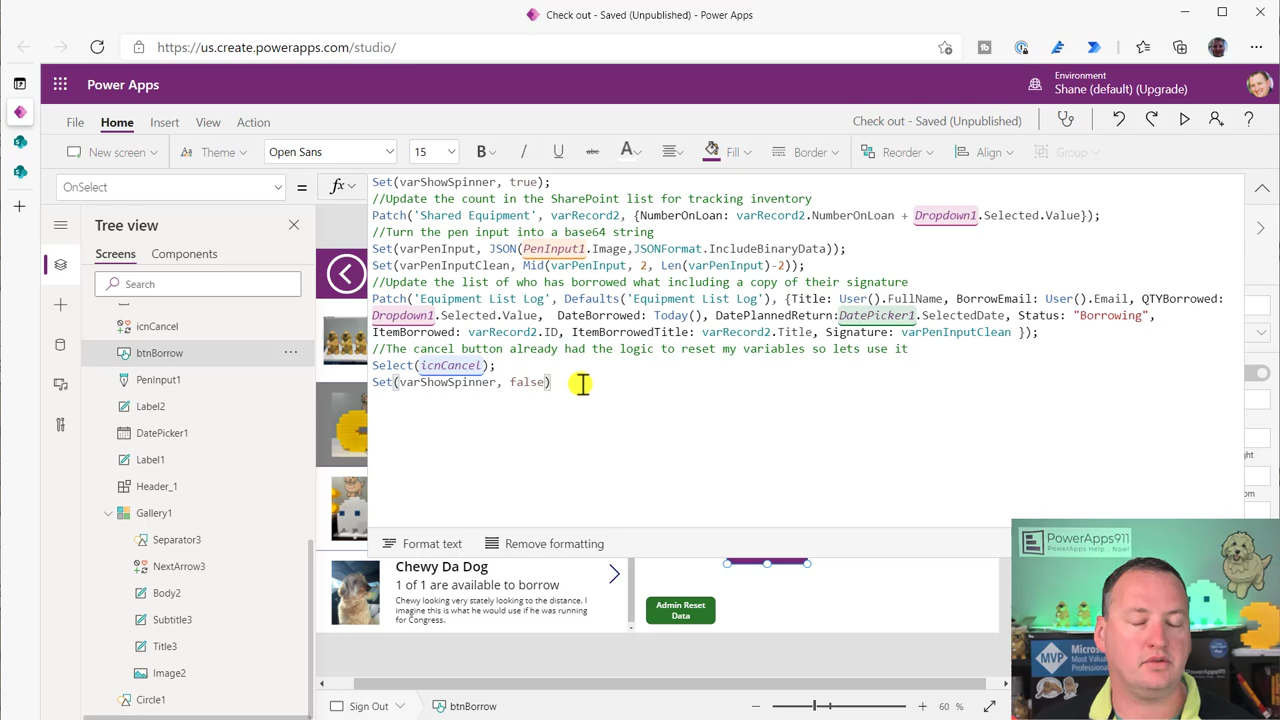 Check out - Saved (Unpublished) - Power Apps
https://us.create.powerapps.com/studio/
Power Apps
Environment
Shane (default) (Upgrade)
File Home Insert View Action
Check out - Saved (Unpublished)
New screen Theme Open Sans 15 B / U abc A Fill Border Reorder Align Group
OnSelect = fx
Set(varShowSpinner, true);
//Update the count in the SharePoint list for tracking inventory
Patch('Shared Equipment', varRecord2, {NumberOnLoan: varRecord2.NumberOnLoan + Dropdown1.Selected.Value});
//Turn the pen input into a base64 string
Set(varPenInput, JSON(PenInput1.Image,JSONFormat.IncludeBinaryData));
Set(varPenInputClean, Mid(varPenInput, 2, Len(varPenInput)-2));
//Update the list of who has borrowed what including a copy of their signature
Patch('Equipment List Log', Defaults('Equipment List Log'), {Title: User().FullName, BorrowEmail: User().Email, QTYBorrowed:
Dropdown1.Selected.Value, DateBorrowed: Today(), DatePlannedReturn:DatePicker1.SelectedDate, Status: "Borrowing",
ItemBorrowed: varRecord2.ID, ItemBorrowedTitle: varRecord2.Title, Signature: varPenInputClean });
//The cancel button already had the logic to reset my variables so lets use it
Select(icnCancel);
Set(varShowSpinner, false)
Format text Remove formatting
Tree view
Screens Components
Search
icnCancel
btnBorrow
PenInput1
Label2
DatePicker1
Label1
Header_1
Gallery1
Separator3
NextArrow3
Body2
Subtitle3
Title3
Image2
Circle1
Chewy Da Dog
1 of 1 are available to borrow
Chewy looking very stately looking to the distance. I
imagine this is what he would use if he was running
for Congress.
Admin Reset
Data
ght
om
Sign Out btnBorrow
60 %
PowerApps911
PowerApps Help... Now!
Microsoft
MVP
Most Valuable